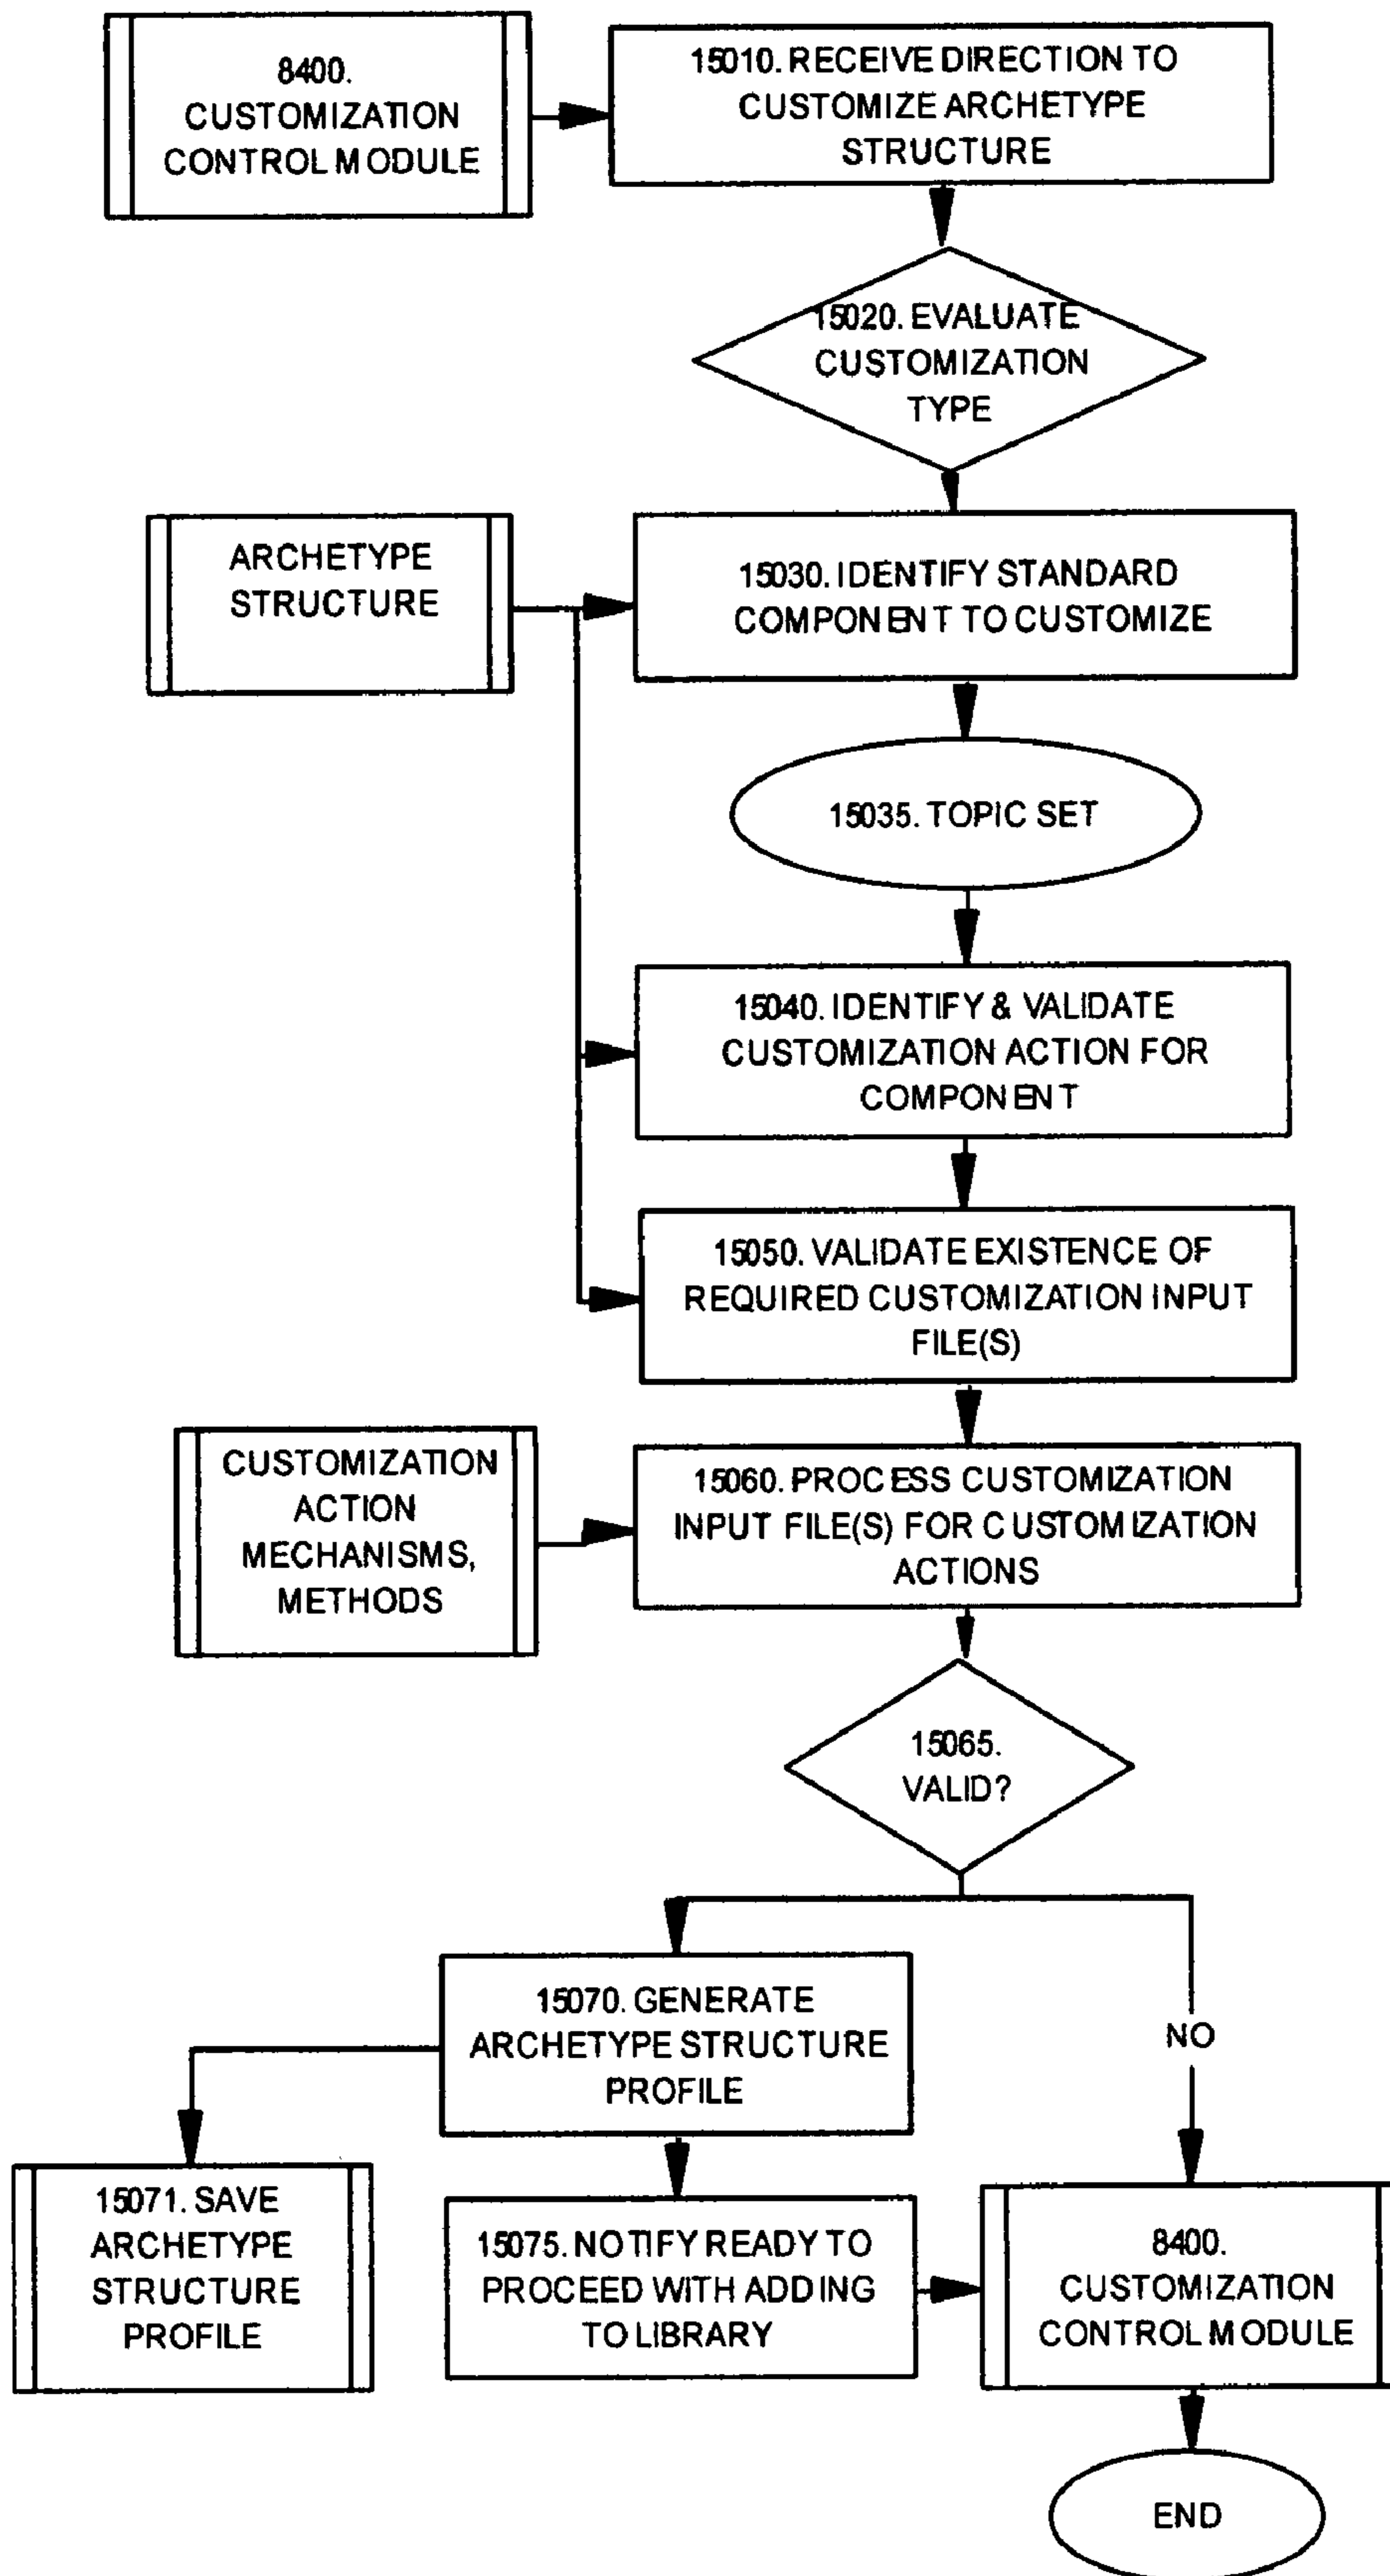 8400.
CUSTOMIZATION
CONTROL MODULE
15010. RECEIVE DIRECTION TO
CUSTOMIZE ARCHETYPE
STRUCTURE
15020. EVALUATE
CUSTOMIZATION
TYPE
ARCHETYPE
STRUCTURE
15030. IDENTIFY STANDARD
COMPONENT TO CUSTOMIZE
15035. TOPIC SET
15040. IDENTIFY & VALIDATE
CUSTOMIZATION ACTION FOR
COMPONENT
15050. VALIDATE EXISTENCE OF
REQUIRED CUSTOMIZATION INPUT
FILE(S)
CUSTOMIZATION
ACTION
MECHANISMS,
METHODS
15060. PROCESS CUSTOMIZATION
INPUT FILE(S) FOR CUSTOMIZATION
ACTIONS
15065.
VALID?
15070. GENERATE
ARCHETYPE STRUCTURE
PROFILE
NO
15071. SAVE
ARCHETYPE
STRUCTURE
PROFILE
15075. NOTIFY READY TO
PROCEED WITH ADDING
TO LIBRARY
8400.
CUSTOMIZATION
CONTROL MODULE
END